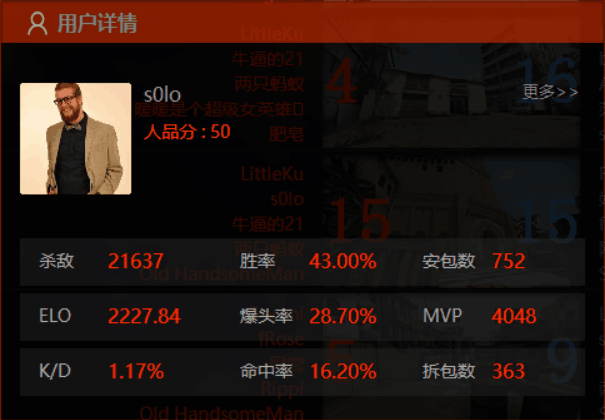 用户详情
LittleKu
牛逼的21
两只蚂蚁
暖暖是个超级女英雄
肥皂
4
16
s0lo
人品分 : 50
更多>>
LittleKu
s0lo
牛逼的21
两只蚂蚁
Old HandsomeMan
15
15
杀敌 21637 胜率 43.00% 安包数 752
ELO 2227.84 爆头率 28.70% MVP 4048
fRose
9
K/D 1.17% 命中率 16.20% 拆包数 363
Rippi
Old HandsomeMan